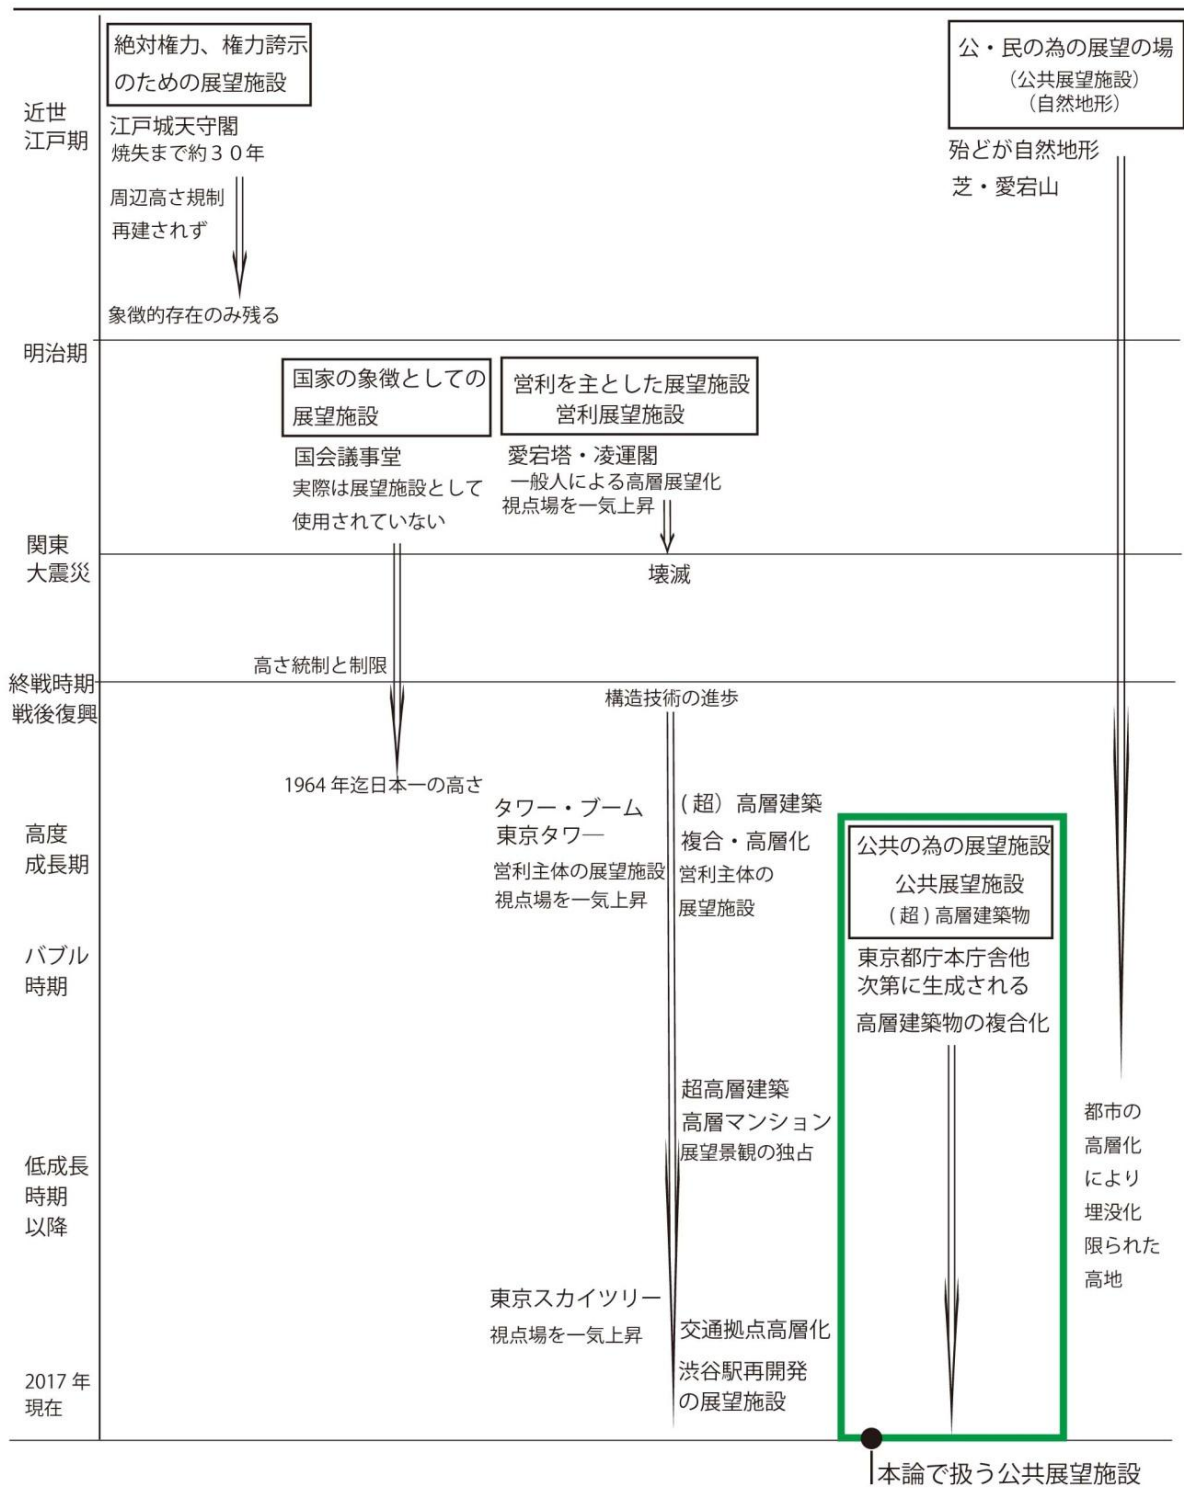 絶対権力、権力誇示
のための展望施設
公・民の為の展望の場
（公共展望施設）
（自然地形）
近世
江戸期
江戸城天守閣
焼失まで約３０年
殆どが自然地形
芝・愛宕山
周辺高さ規制
再建されず
象徴的存在のみ残る
明治期
国家の象徴としての
展望施設
営利を主とした展望施設
営利展望施設
国会議事堂
実際は展望施設として
使用されていない
愛宕塔・凌運閣
一般人による高層展望化
視点場を一気上昇
関東
大震災
壊滅
高さ統制と制限
終戦時期
戦後復興
構造技術の進歩
1964 年迄日本一の高さ
高度
成長期
タワー・ブーム
東京タワ―
営利主体の展望施設
視点場を一気上昇
( 超）高層建築
複合・高層化
営利主体の
展望施設
公共の為の展望施設
公共展望施設
( 超 ) 高層建築物
バブル
時期
東京都庁本庁舎他
次第に生成される
高層建築物の複合化
超高層建築
高層マンション
展望景観の独占
都市の
高層化
により
埋没化
限られた
高地
低成長
時期
以降
東京スカイツリー
視点場を一気上昇
交通拠点高層化
渋谷駅再開発
の展望施設
2017 年
現在
本論で扱う公共展望施設